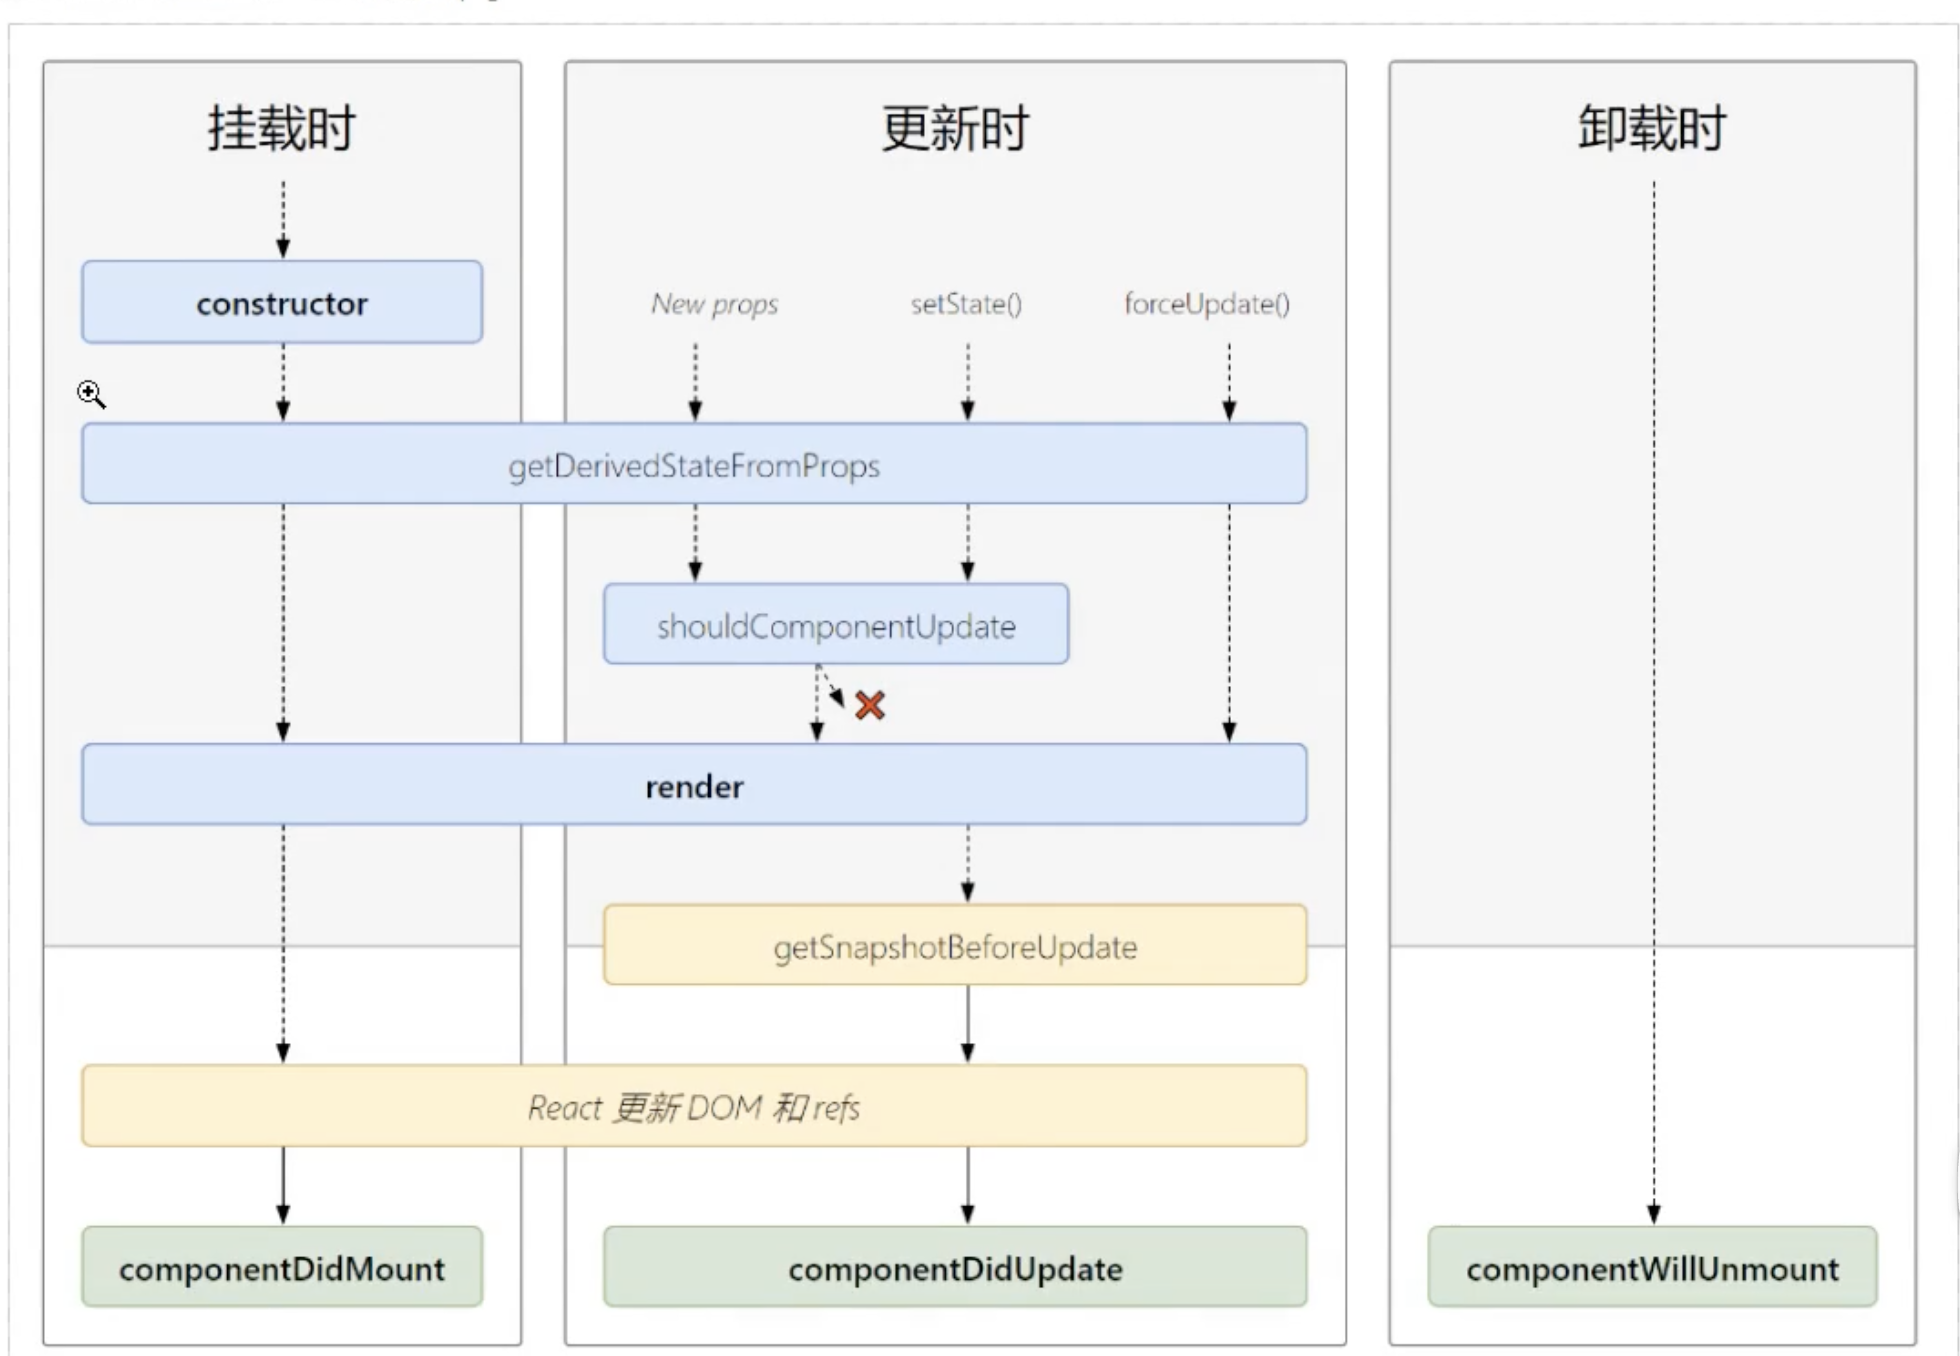 挂载时
更新时
卸载时
constructor
New props
setState()
forceUpdate()
getDerivedStateFromProps
shouldComponentUpdate
render
getSnapshotBeforeUpdate
React 更新 DOM 和 refs
componentDidMount
componentDidUpdate
componentWillUnmount